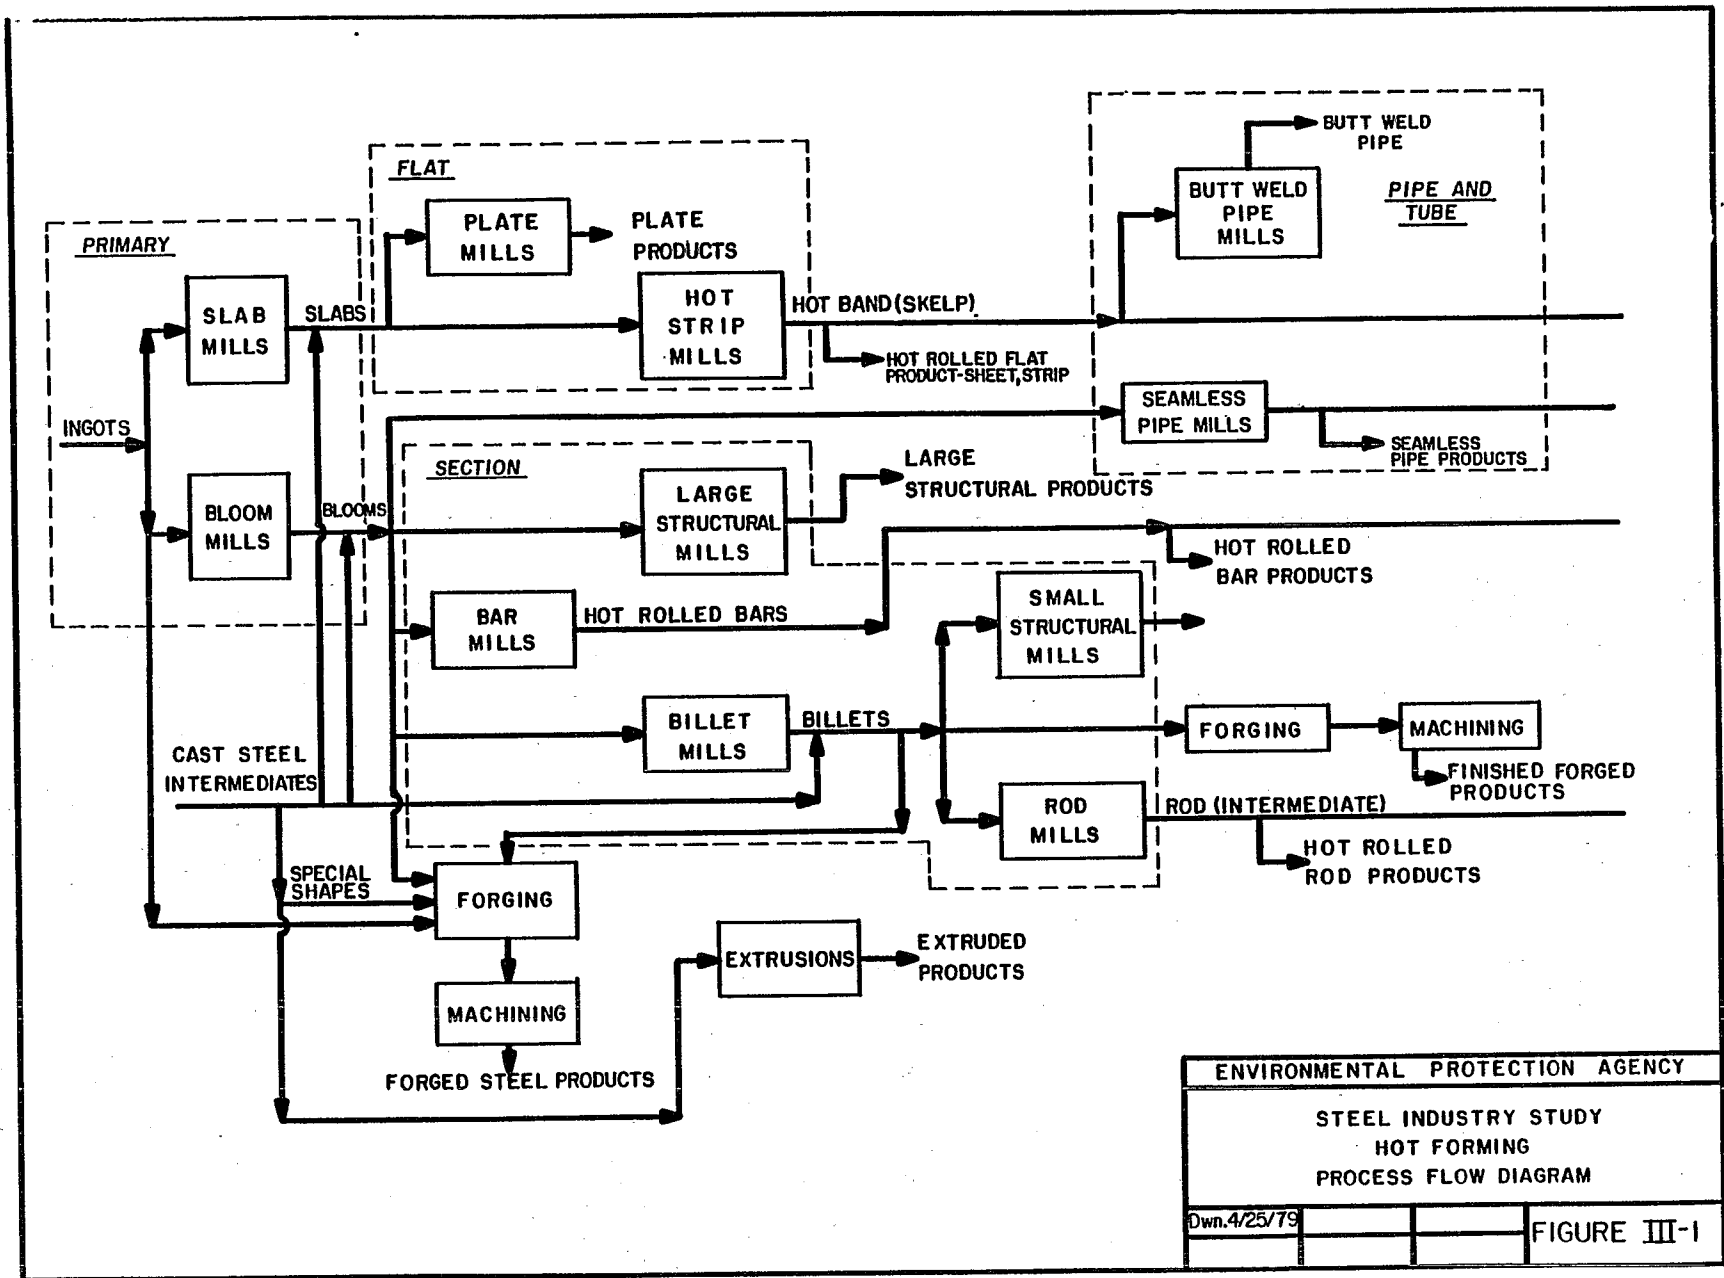 BUTT WELD
PIPE
FLAT
PIPE AND
TUBE
BUTT WELD
PIPE
MILLS
PLATE
MILLS
PLATE
PRODUCTS
PRIMARY
SLAB
MILLS
SLABS
HOT
STRIP
MILLS
HOT BAND (SKELP)
HOT ROLLED FLAT
PRODUCT-SHEET, STRIP
SEAMLESS
PIPE MILLS
INGOTS
SEAMLESS
PIPE PRODUCTS
SECTION
LARGE
STRUCTURAL PRODUCTS
LARGE
STRUCTURAL
MILLS
BLOOM
MILLS
BLOOMS
HOT ROLLED
BAR PRODUCTS
BAR
MILLS
HOT ROLLED BARS
SMALL
STRUCTURAL
MILLS
BILLET
MILLS
BILLETS
FORGING
MACHINING
CAST STEEL
INTERMEDIATES
FINISHED FORGED
PRODUCTS
ROD
MILLS
ROD (INTERMEDIATE)
HOT ROLLED
ROD PRODUCTS
SPECIAL
SHAPES
FORGING
EXTRUSIONS
EXTRUDED
PRODUCTS
MACHINING
FORGED STEEL PRODUCTS
ENVIRONMENTAL PROTECTION AGENCY
STEEL INDUSTRY STUDY
HOT FORMING
PROCESS FLOW DIAGRAM
Dwn.4/25/79
FIGURE III-1